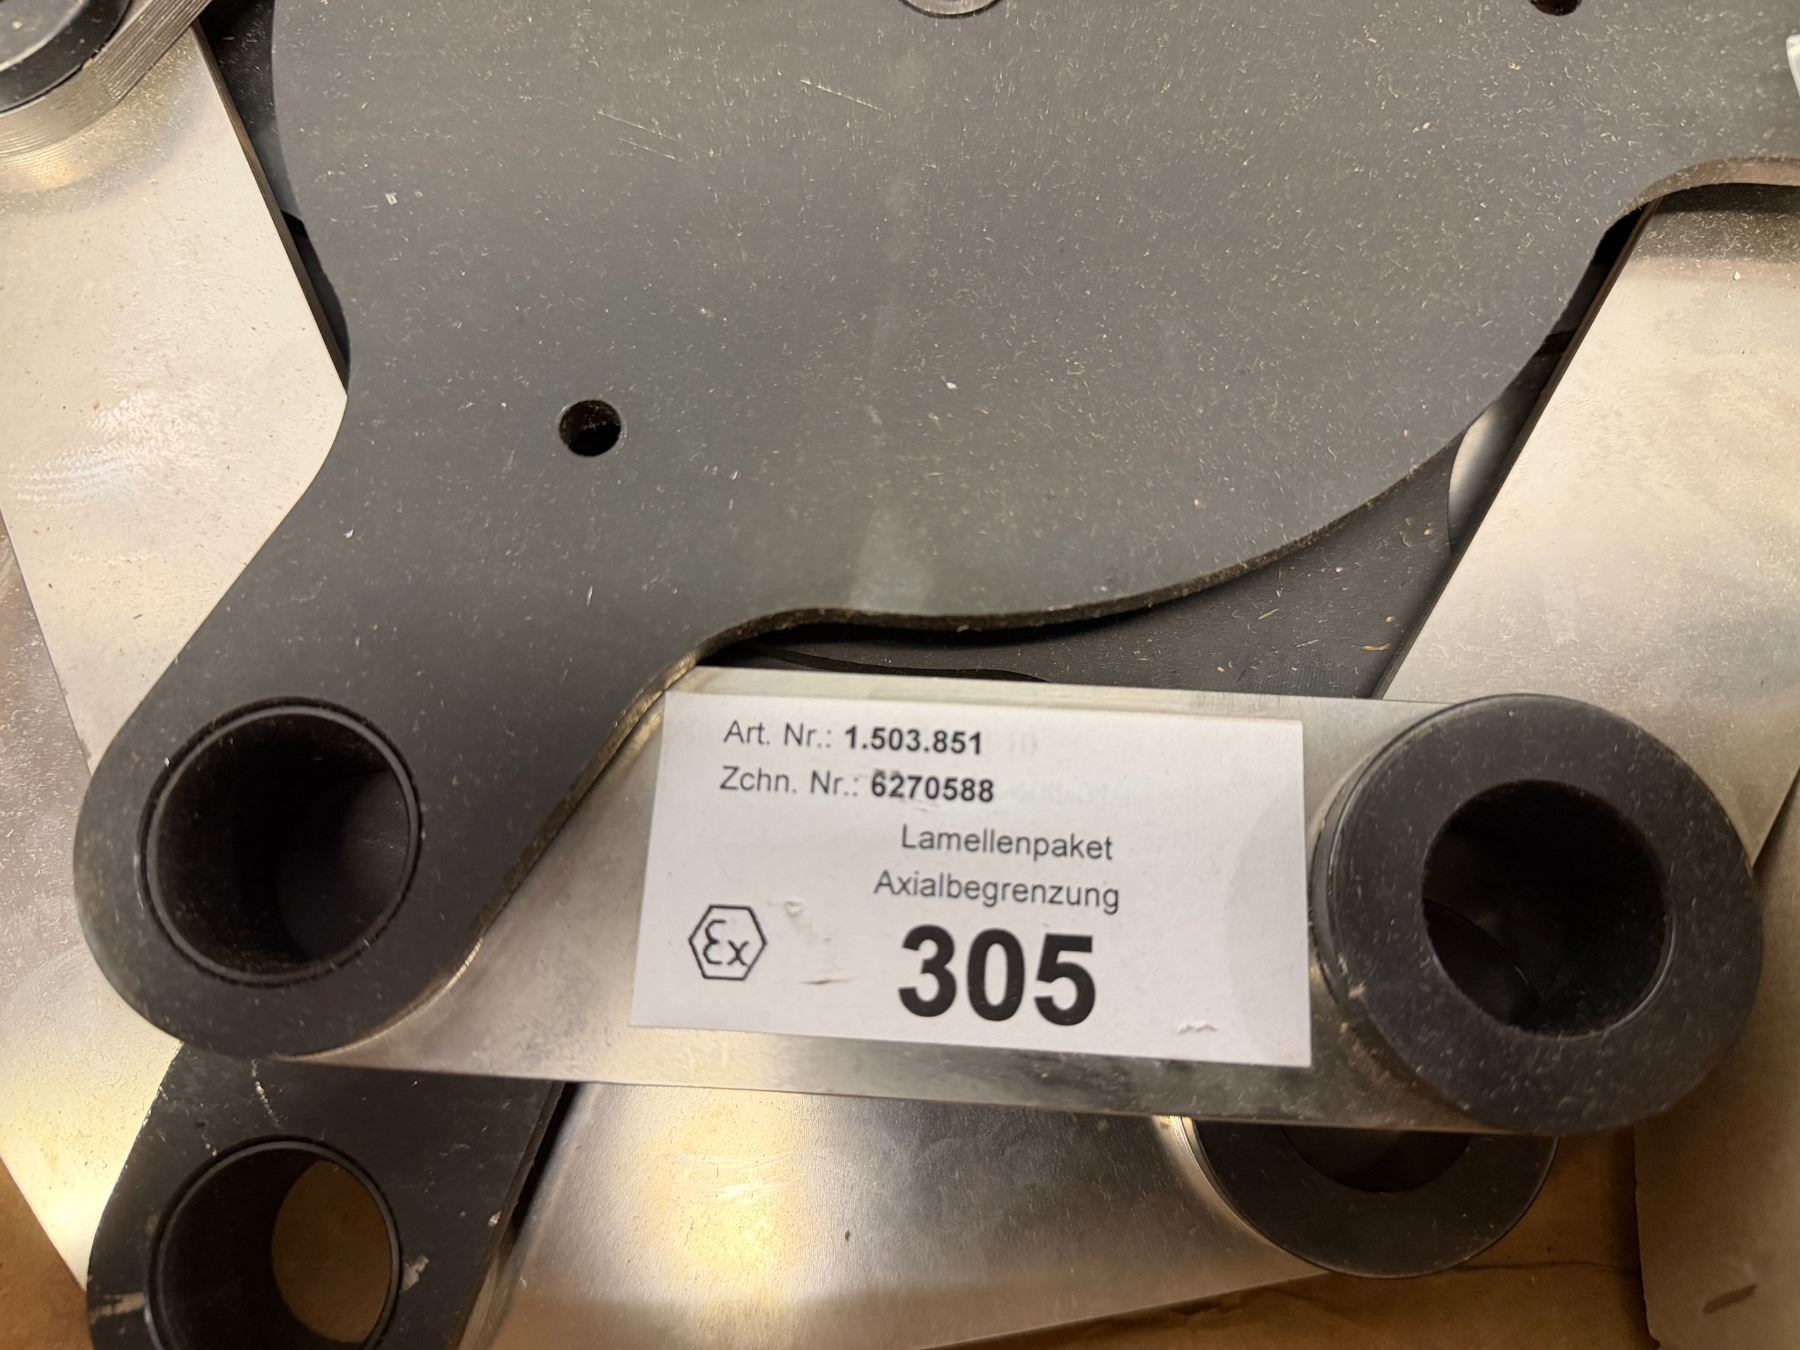 Art. Nr.: 1.503.851
Zchn. Nr.: 6270588
Lamellenpaket
Axialbegrenzung
Ex
305